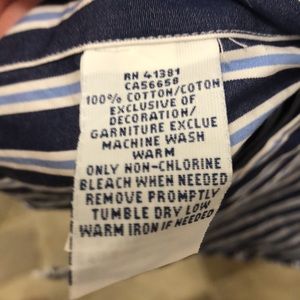 RN 41381
CA56658
100% COTTON/COTON
EXCLUSIVE OF
DECORATION/
GARNITURE EXCLUE
MACHINE WASH
WARM
ONLY NON-CHLORINE
BLEACH WHEN NEEDED
REMOVE PROMPTLY
TUMBLE DRY LOW
WARM IRON IF NEEDED